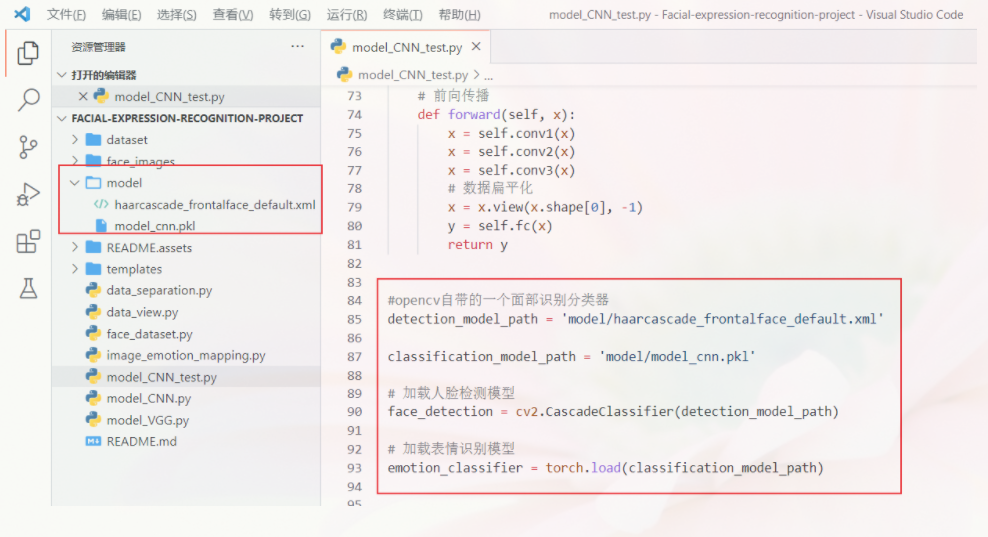 文件(F) 编辑(E) 选择(S) 查看(V) 转到(G) 运行(R) 终端(T) 帮助(H) model_CNN_test.py - Facial-expression-recognition-project - Visual Studio Code
资源管理器 ...
打开的编辑器
model_CNN_test.py
FACIAL-EXPRESSION-RECOGNITION-PROJECT
dataset
face_images
model
haarcascade_frontalface_default.xml
model_cnn.pkl
README.assets
templates
data_separation.py
data_view.py
face_dataset.py
image_emotion_mapping.py
model_CNN_test.py
model_CNN.py
model_VGG.py
README.md
model_CNN_test.py
model_CNN_test.py > ...
73 # 前向传播
74 def forward(self, x):
75 x = self.conv1(x)
76 x = self.conv2(x)
77 x = self.conv3(x)
78 # 数据扁平化
79 x = x.view(x.shape[0], -1)
80 y = self.fc(x)
81 return y
82
83
84 #opencv自带的一个面部识别分类器
85 detection_model_path = 'model/haarcascade_frontalface_default.xml'
86
87 classification_model_path = 'model/model_cnn.pkl'
88
89 # 加载人脸检测模型
90 face_detection = cv2.CascadeClassifier(detection_model_path)
91
92 # 加载表情识别模型
93 emotion_classifier = torch.load(classification_model_path)
94
95